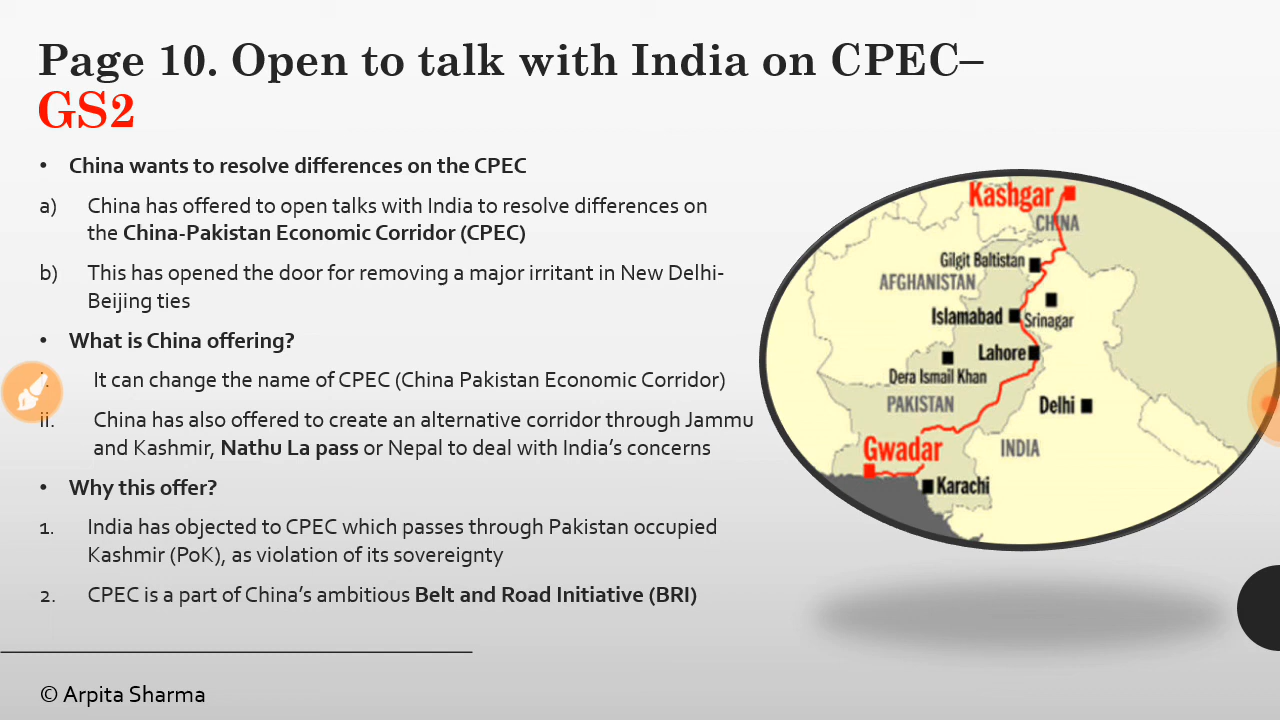 Page 10. Open to talk with India on CPEC–
GS2
• China wants to resolve differences on the CPEC
a) China has offered to open talks with India to resolve differences on
the China-Pakistan Economic Corridor (CPEC)
b) This has opened the door for removing a major irritant in New Delhi-
Beijing ties
• What is China offering?
It can change the name of CPEC (China Pakistan Economic Corridor)
ii. China has also offered to create an alternative corridor through Jammu
and Kashmir, Nathu La pass or Nepal to deal with India's concerns
• Why this offer?
1. India has objected to CPEC which passes through Pakistan occupied
Kashmir (PoK), as violation of its sovereignty
2. CPEC is a part of China's ambitious Belt and Road Initiative (BRI)
© Arpita Sharma
Kashgar
CHINA
Gilgit Baltistan
AFGHANISTAN
Islamabad
Srinagar
Lahore
Dera Ismail Khan
PAKISTAN
Delhi
Gwadar
INDIA
Karachi